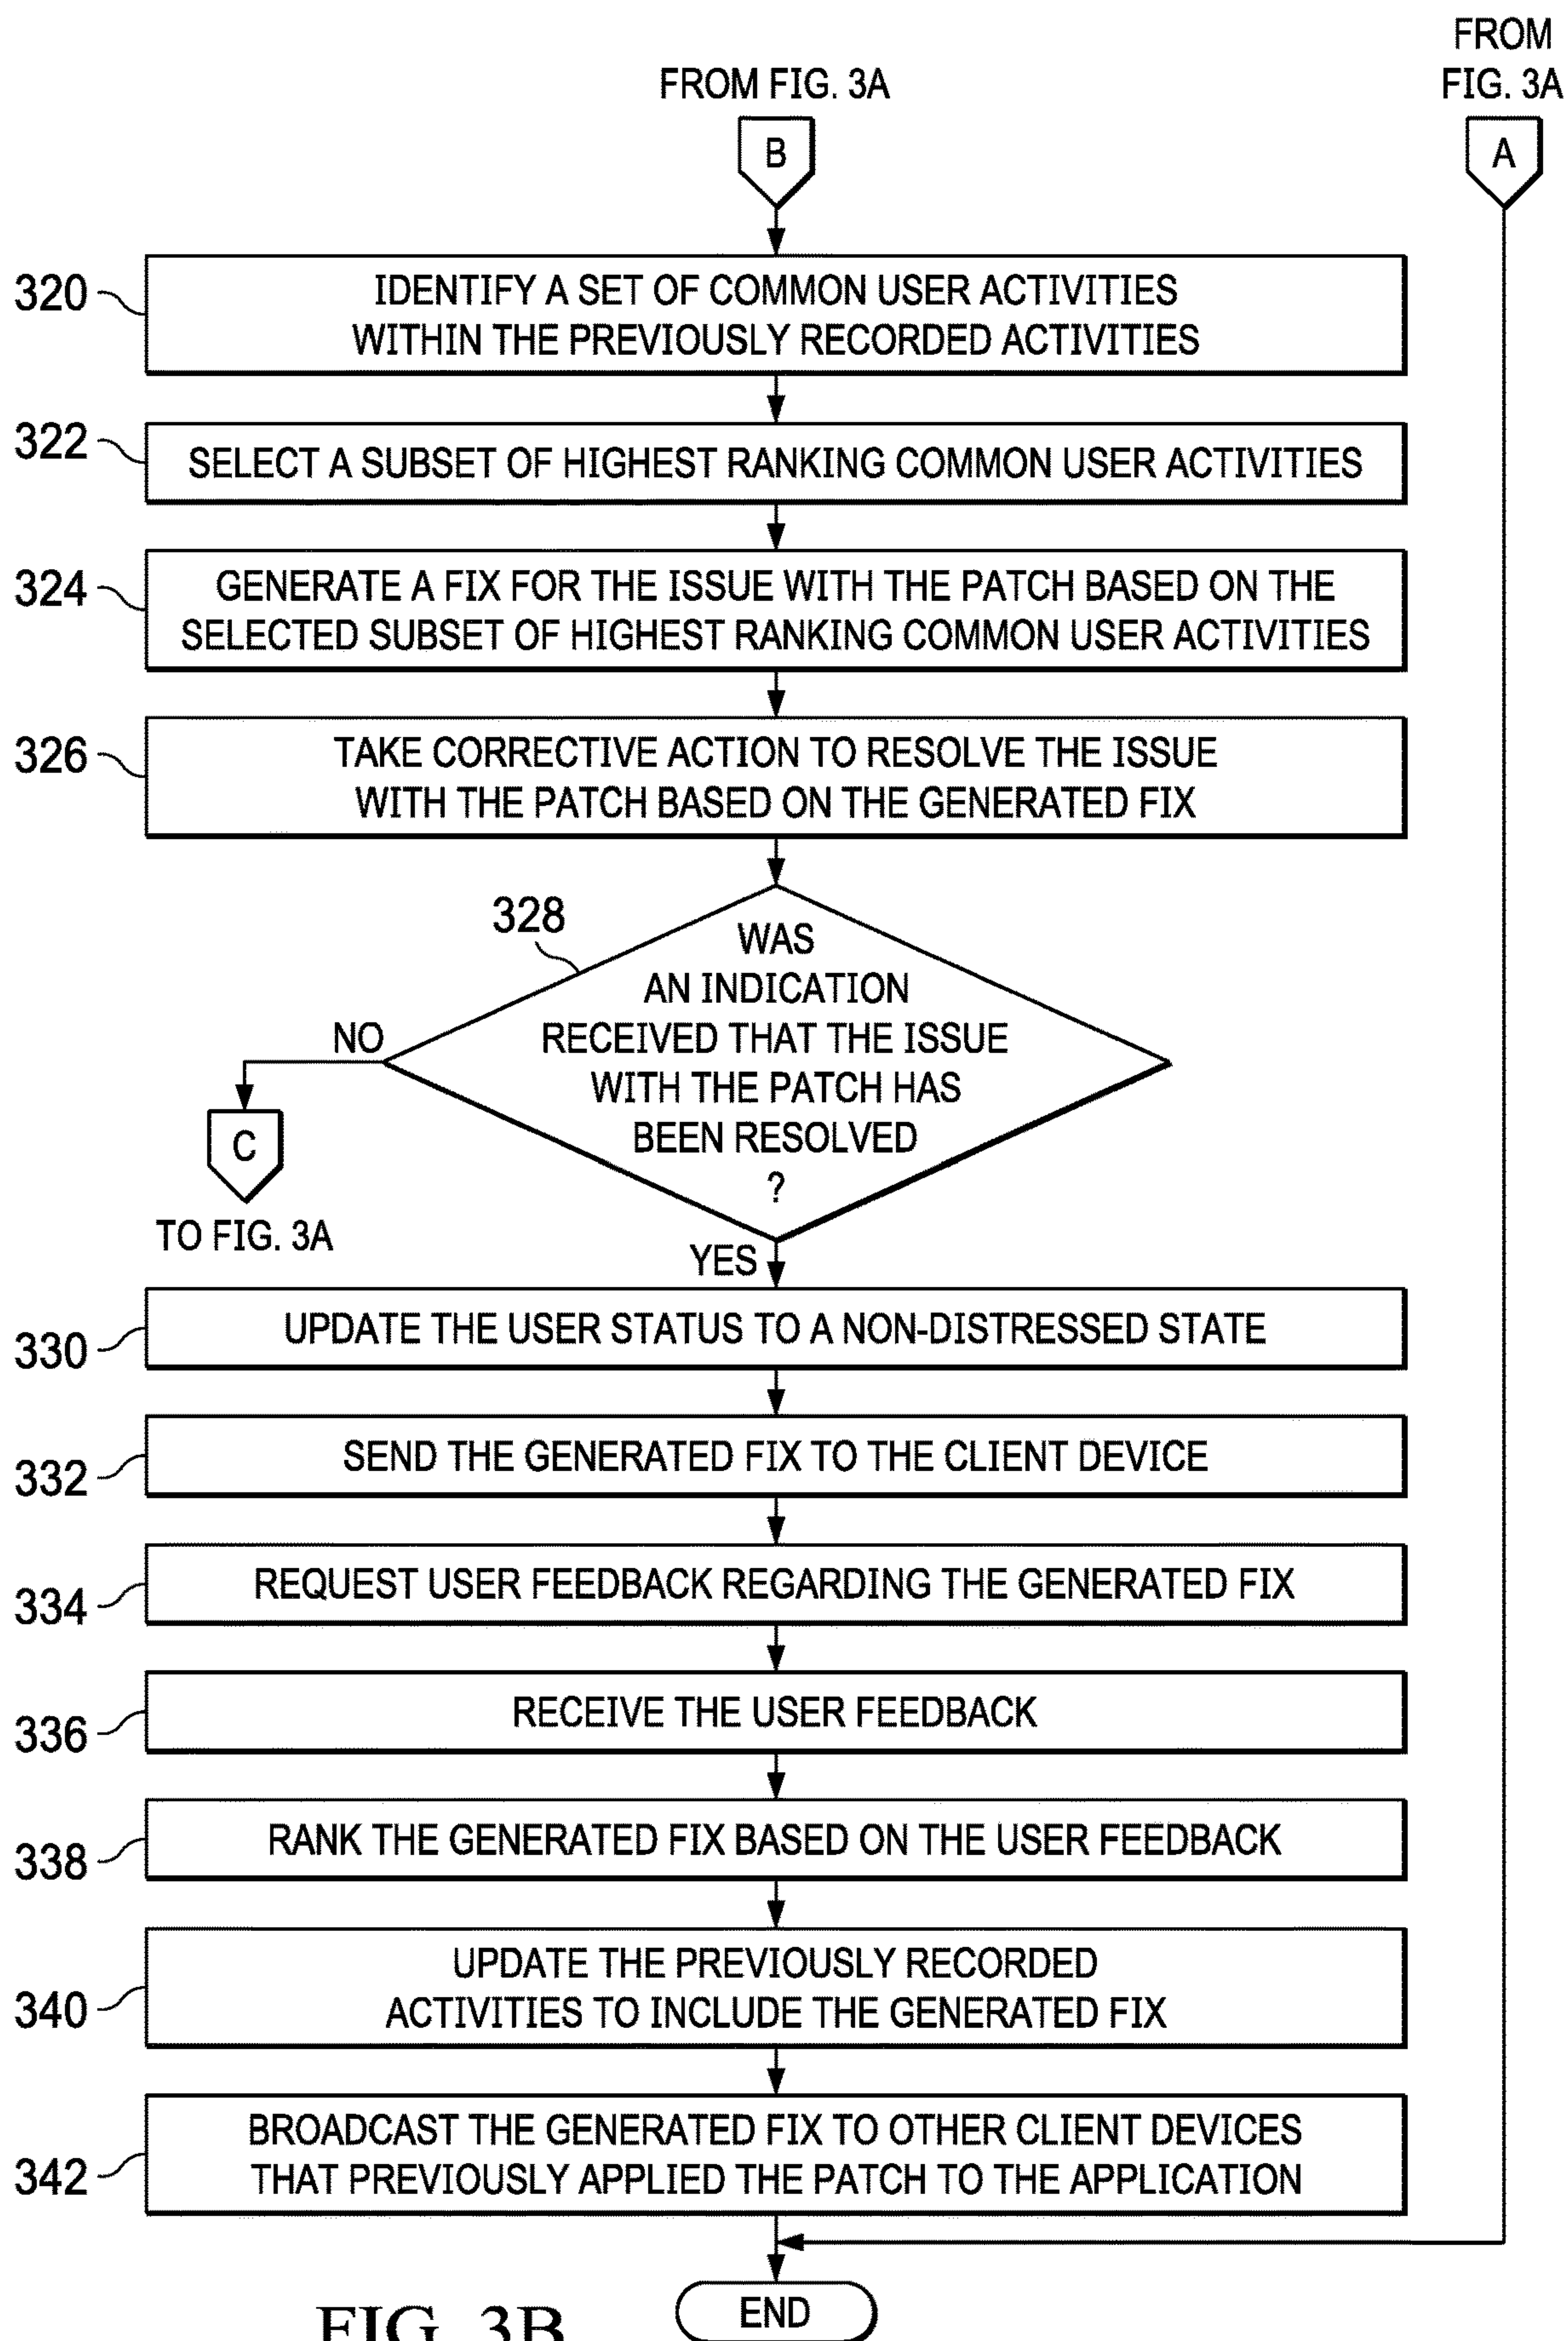 FROM
FIG. 3A
FROM FIG. 3A
B
A
320
IDENTIFY A SET OF COMMON USER ACTIVITIES
WITHIN THE PREVIOUSLY RECORDED ACTIVITIES
322
SELECT A SUBSET OF HIGHEST RANKING COMMON USER ACTIVITIES
324
GENERATE A FIX FOR THE ISSUE WITH THE PATCH BASED ON THE
SELECTED SUBSET OF HIGHEST RANKING COMMON USER ACTIVITIES
326
TAKE CORRECTIVE ACTION TO RESOLVE THE ISSUE
WITH THE PATCH BASED ON THE GENERATED FIX
328
WAS
AN INDICATION
RECEIVED THAT THE ISSUE
WITH THE PATCH HAS
BEEN RESOLVED
?
NO
C
TO FIG. 3A
YES
330
UPDATE THE USER STATUS TO A NON-DISTRESSED STATE
332
SEND THE GENERATED FIX TO THE CLIENT DEVICE
334
REQUEST USER FEEDBACK REGARDING THE GENERATED FIX
336
RECEIVE THE USER FEEDBACK
338
RANK THE GENERATED FIX BASED ON THE USER FEEDBACK
340
UPDATE THE PREVIOUSLY RECORDED
ACTIVITIES TO INCLUDE THE GENERATED FIX
342
BROADCAST THE GENERATED FIX TO OTHER CLIENT DEVICES
THAT PREVIOUSLY APPLIED THE PATCH TO THE APPLICATION
END
FIG. 3B